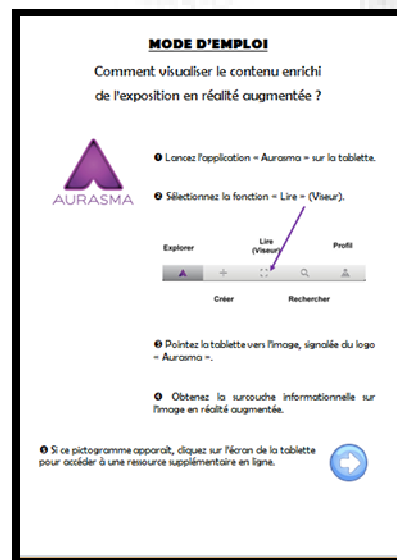 MODE D'EMPLOI
Comment visualiser le contenu enrichi
de l'exposition en réalité augmentée ?
AURASMA
❶ Lancez l'application « Aurasma » sur la tablette.
❷ Sélectionnez la fonction « Lire » (Viseur).
Explorer
Lire
(Viseur)
Profil
Créer
Rechercher
❸ Pointez la tablette vers l'image, signalée du logo
« Aurasma ».
❹ Obtenez la surcouche informationnelle sur
l'image en réalité augmentée.
❺ Si ce pictogramme apparaît, cliquez sur l'écran de la tablette
pour accéder à une ressource supplémentaire en ligne.